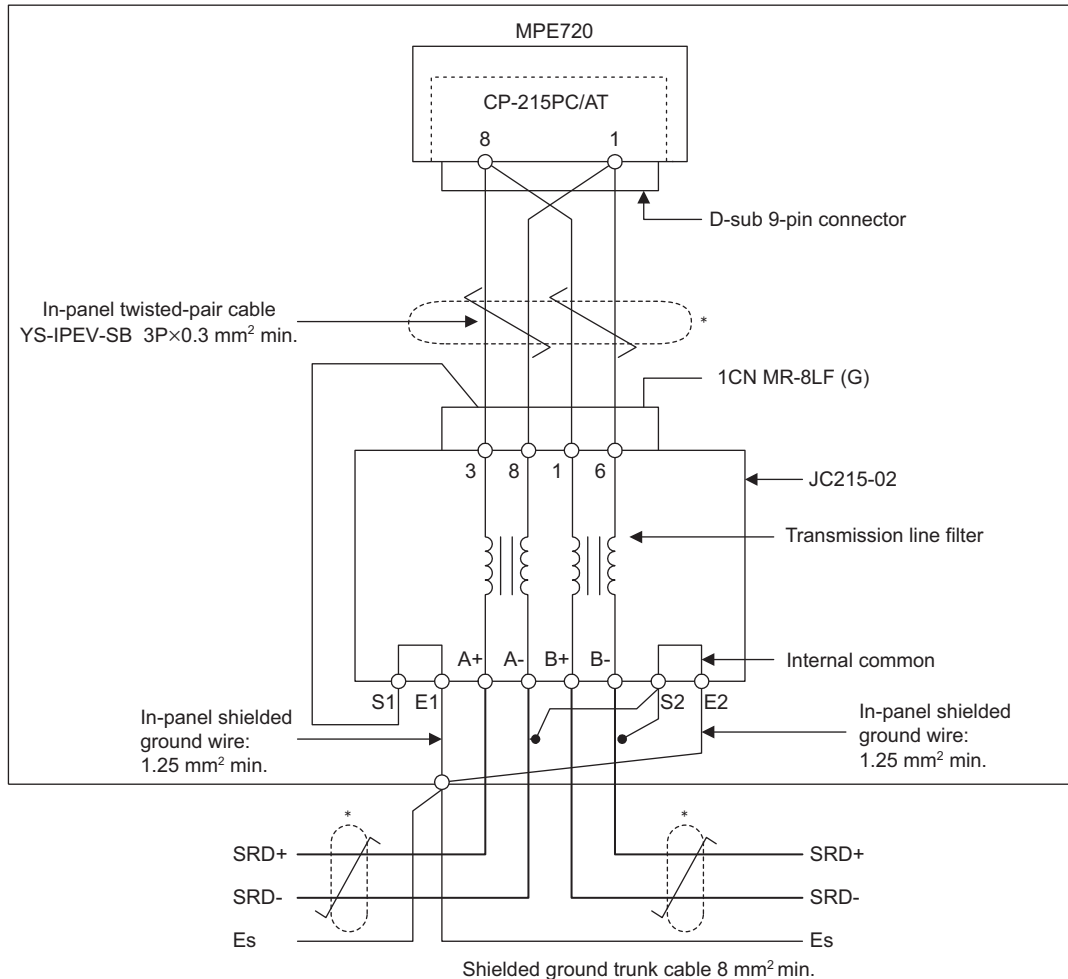 MPE720
CP-215PC/AT
8 1
D-sub 9-pin connector
In-panel twisted-pair cable
YS-IPEV-SB 3P×0.3 mm² min.
*
1CN MR-8LF (G)
3 8 1 6
JC215-02
Transmission line filter
A+ A- B+ B-
Internal common
S1 E1 S2 E2
In-panel shielded
ground wire:
1.25 mm² min.
In-panel shielded
ground wire:
1.25 mm² min.
* *
SRD+ SRD+
SRD- SRD-
Es Es
Shielded ground trunk cable 8 mm² min.